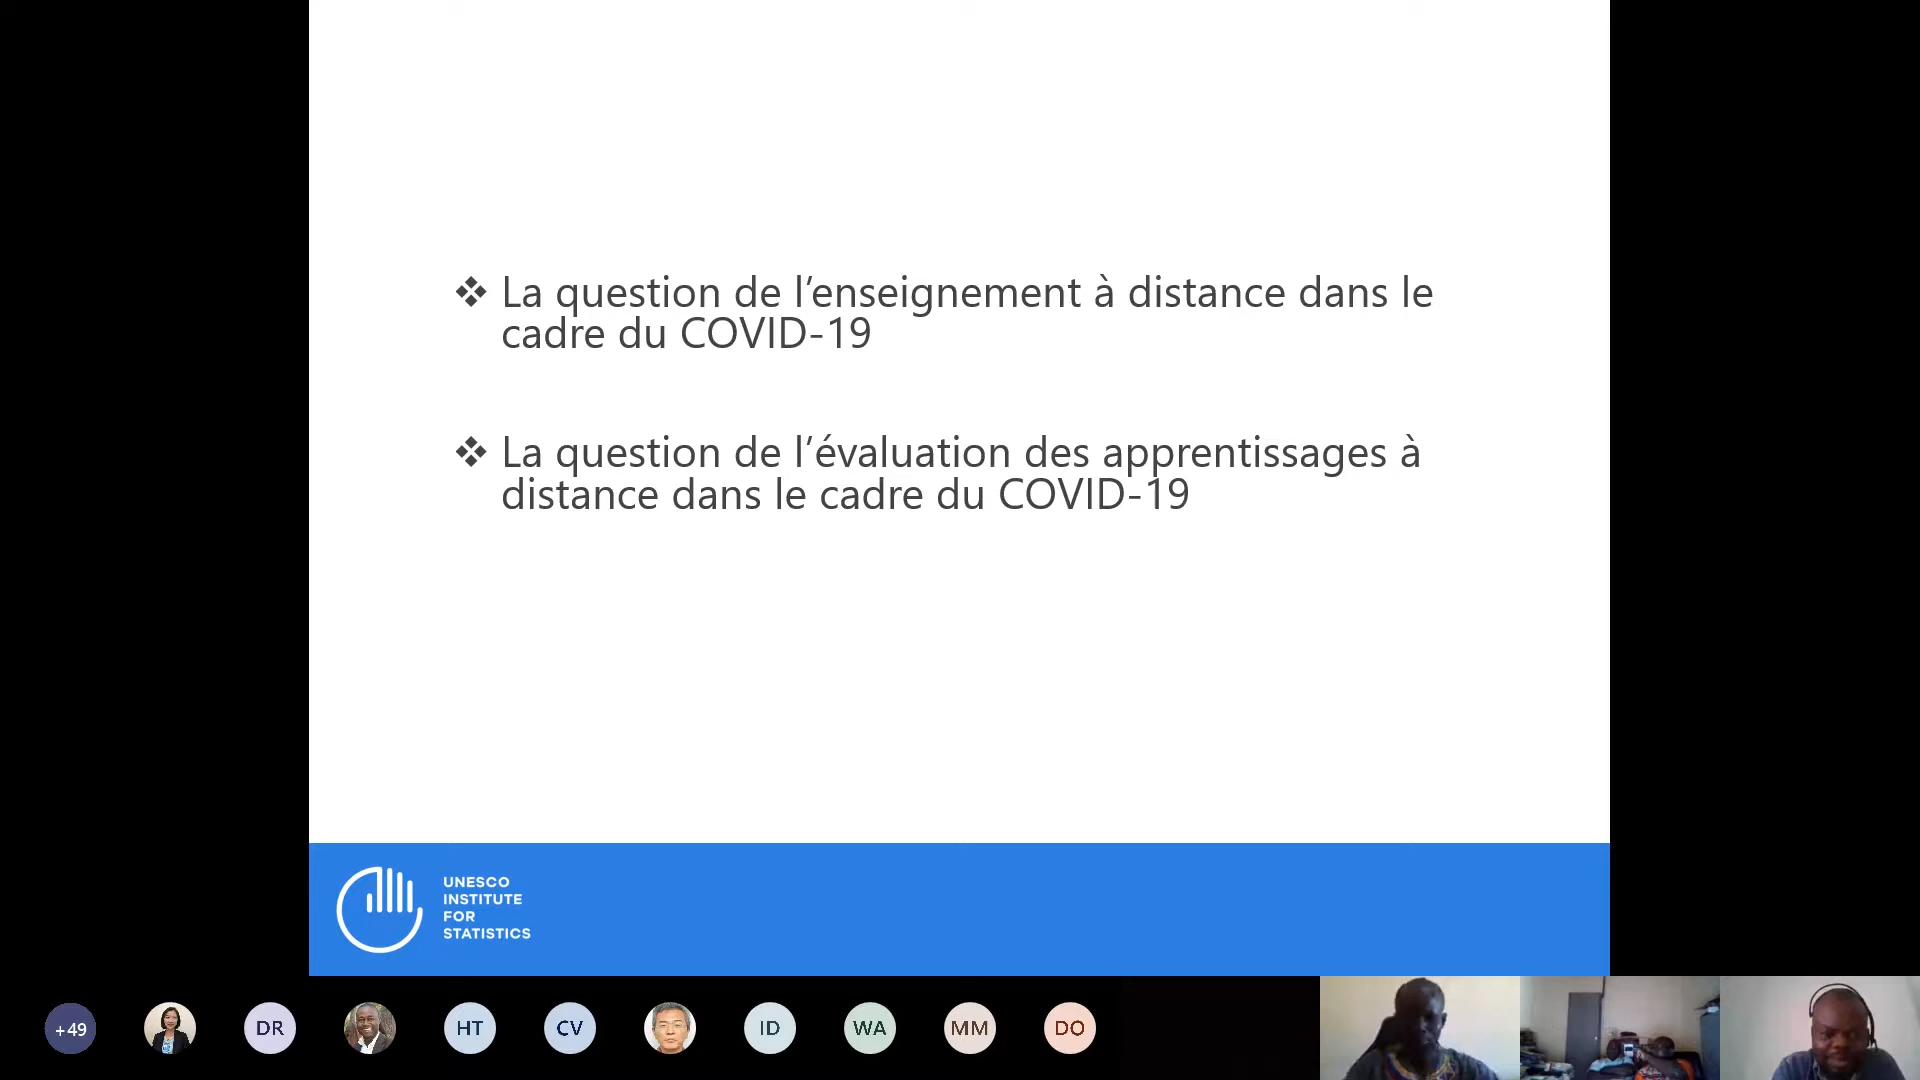 ❖ La question de l’enseignement à distance dans le
cadre du COVID-19
❖ La question de l’évaluation des apprentissages à
distance dans le cadre du COVID-19
UNESCO
INSTITUTE
FOR
STATISTICS
+49
DR
HT
CV
ID
WA
MM
DO